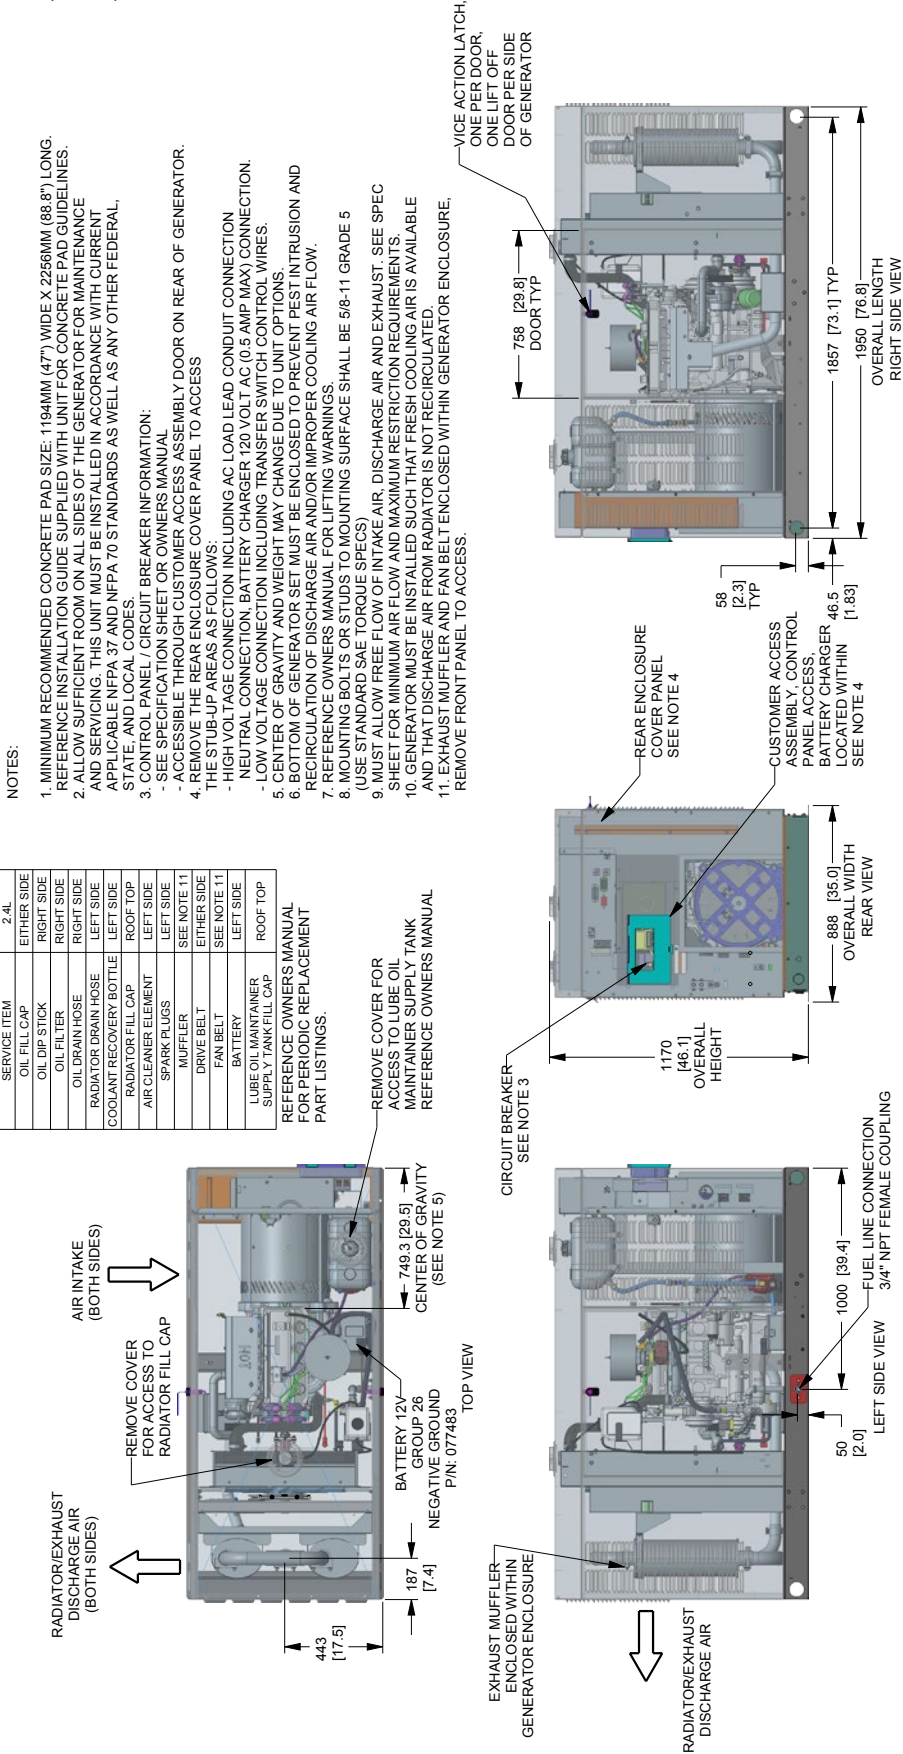 NOTES:
1. MINIMUM RECOMMENDED CONCRETE PAD SIZE: 1194MM (47") WIDE X 2256MM (88.8") LONG.
REFERENCE INSTALLATION GUIDE SUPPLIED WITH UNIT FOR CONCRETE PAD GUIDELINES.
2. ALLOW SUFFICIENT ROOM ON ALL SIDES OF THE GENERATOR FOR MAINTENANCE
AND SERVICING. THIS UNIT MUST BE INSTALLED IN ACCORDANCE WITH CURRENT
APPLICABLE NFPA 37 AND NFPA 70 STANDARDS AS WELL AS ANY OTHER FEDERAL,
STATE, AND LOCAL CODES.
3. CONTROL PANEL / CIRCUIT BREAKER INFORMATION:
- SEE SPECIFICATION SHEET OR OWNERS MANUAL
- ACCESSIBLE THROUGH CUSTOMER ACCESS ASSEMBLY DOOR ON REAR OF GENERATOR.
4. REMOVE THE REAR ENCLOSURE COVER PANEL TO ACCESS
THE STUB-UP AREAS AS FOLLOWS:
- HIGH VOLTAGE CONNECTION INCLUDING AC LOAD LEAD CONDUIT CONNECTION
NEUTRAL CONNECTION, BATTERY CHARGER 120 VOLT AC (0.5 AMP MAX) CONNECTION.
- LOW VOLTAGE CONNECTION INCLUDING TRANSFER SWITCH CONTROL WIRES.
5. CENTER OF GRAVITY AND WEIGHT MAY CHANGE DUE TO UNIT OPTIONS.
6. BOTTOM OF GENERATOR SET MUST BE ENCLOSED TO PREVENT PEST INTRUSION AND
RECIRCULATION OF DISCHARGE AIR AND/OR IMPROPER COOLING AIR FLOW.
7. REFERENCE OWNERS MANUAL FOR LIFTING WARNINGS.
8. MOUNTING BOLTS OR STUDS TO MOUNTING SURFACE SHALL BE 5/8-11 GRADE 5
(USE STANDARD SAE TORQUE SPECS)
9. MUST ALLOW FREE FLOW OF INTAKE AIR, DISCHARGE AIR AND EXHAUST. SEE SPEC
SHEET FOR MINIMUM AIR FLOW AND MAXIMUM RESTRICTION REQUIREMENTS.
10. GENERATOR MUST BE INSTALLED SUCH THAT FRESH COOLING AIR IS AVAILABLE
AND THAT DISCHARGE AIR FROM RADIATOR IS NOT RECIRCULATED.
11. EXHAUST MUFFLER AND FAN BELT ENCLOSED WITHIN GENERATOR ENCLOSURE,
REMOVE FRONT PANEL TO ACCESS.
SERVICE ITEM 2.4L
OIL FILL CAP EITHER SIDE
OIL DIP STICK RIGHT SIDE
OIL FILTER RIGHT SIDE
OIL DRAIN HOSE RIGHT SIDE
RADIATOR DRAIN HOSE LEFT SIDE
COOLANT RECOVERY BOTTLE LEFT SIDE
RADIATOR FILL CAP ROOF TOP
AIR CLEANER ELEMENT LEFT SIDE
SPARK PLUGS LEFT SIDE
MUFFLER SEE NOTE 11
DRIVE BELT EITHER SIDE
FAN BELT SEE NOTE 11
BATTERY LEFT SIDE
LUBE OIL MAINTAINER
SUPPLY TANK FILL CAP ROOF TOP
REFERENCE OWNERS MANUAL
FOR PERIODIC REPLACEMENT
PART LISTINGS.
RADIATOR/EXHAUST
DISCHARGE AIR
(BOTH SIDES)
REMOVE COVER
FOR ACCESS TO
RADIATOR FILL CAP
AIR INTAKE
(BOTH SIDES)
HOT
REMOVE COVER FOR
ACCESS TO LUBE OIL
MAINTAINER SUPPLY TANK
REFERENCE OWNERS MANUAL
749.3 [29.5]
CENTER OF GRAVITY
(SEE NOTE 5)
BATTERY 12V
GROUP 26
NEGATIVE GROUND
P/N: 077483
TOP VIEW
187
[7.4]
443
[17.5]
EXHAUST MUFFLER
ENCLOSED WITHIN
GENERATOR ENCLOSURE
RADIATOR/EXHAUST
DISCHARGE AIR
50
[2.0]
1000 [39.4]
LEFT SIDE VIEW
FUEL LINE CONNECTION
3/4" NPT FEMALE COUPLING
CIRCUIT BREAKER
SEE NOTE 3
1170
[46.1]
OVERALL
HEIGHT
888 [35.0]
OVERALL WIDTH
REAR VIEW
REAR ENCLOSURE
COVER PANEL
SEE NOTE 4
CUSTOMER ACCESS
ASSEMBLY, CONTROL
PANEL ACCESS,
BATTERY CHARGER
LOCATED WITHIN
SEE NOTE 4
VICE ACTION LATCH,
ONE PER DOOR,
ONE LIFT OFF
DOOR PER SIDE
OF GENERATOR
758 [29.8]
DOOR TYP
58
[2.3]
TYP
46.5
[1.83]
1857 [73.1] TYP
1950 [76.8]
OVERALL LENGTH
RIGHT SIDE VIEW